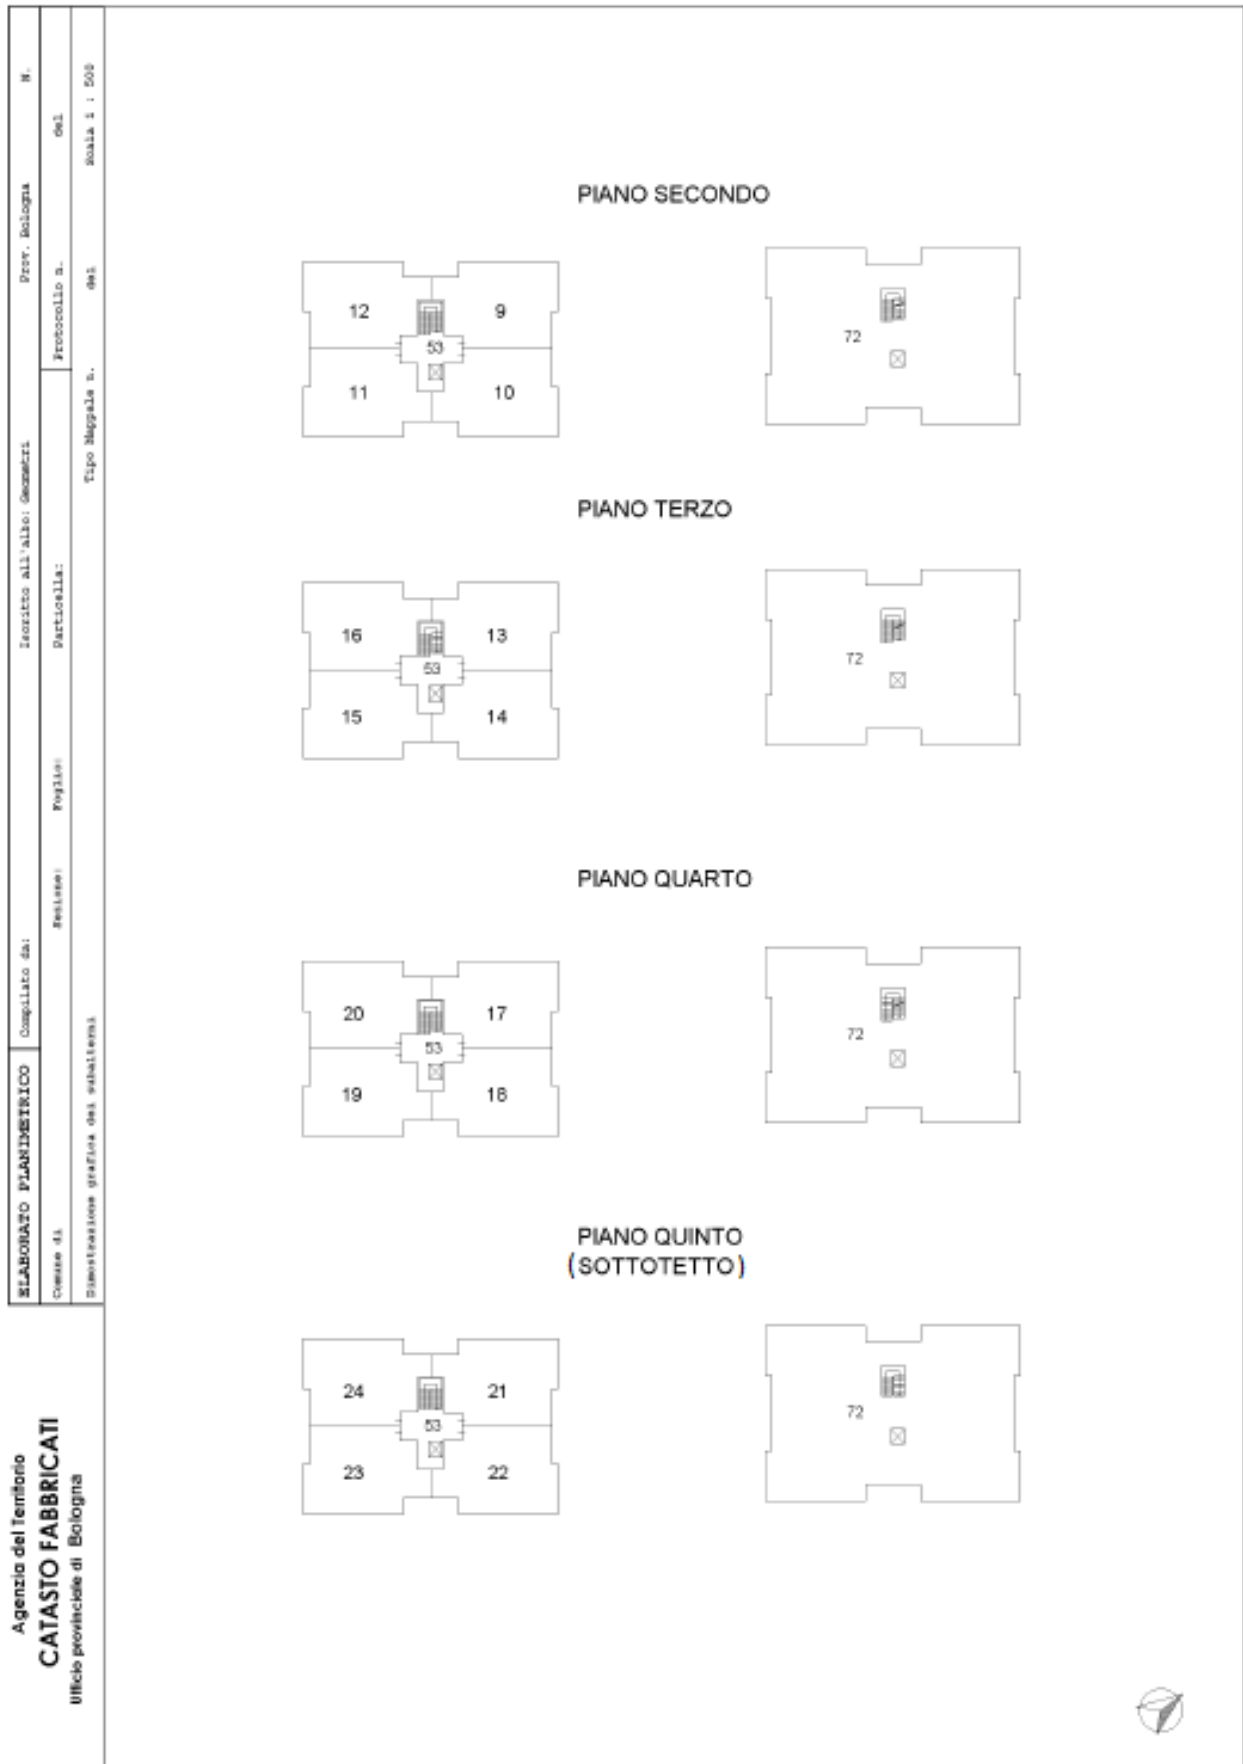 Agenzia del Territorio
CATASTO FABBRICATI
Ufficio provinciale di Bologna
ELABORATO PLANIMETRICO
Compilato da:
Iscritto all'albo: Geometri
Prov. Bologna
N.
Comune di
Sezione:
Foglio:
Particella:
Protocollo n.
del
Dimostrazione grafica dei subalterni
Tipo Mappale n.
del
Scala 1 : 500
PIANO SECONDO
12
9
53
11
10
72
PIANO TERZO
16
13
53
15
14
72
PIANO QUARTO
20
17
53
19
18
72
PIANO QUINTO
(SOTTOTETTO)
24
21
53
23
22
72